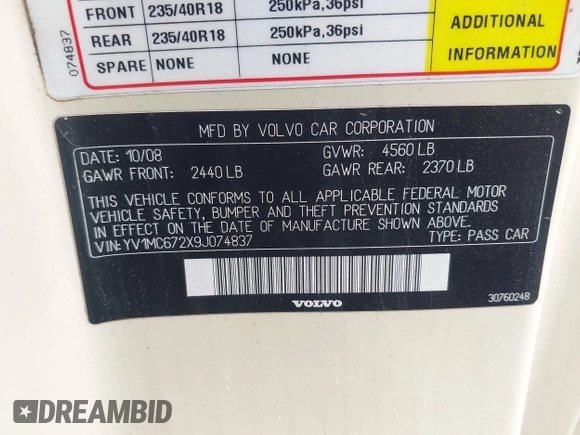 FRONT 235/40R18 250kPa,36psi
REAR 235/40R18 250kPa,36psi
SPARE NONE NONE
ADDITIONAL
INFORMATION
074837
MFD BY VOLVO CAR CORPORATION
DATE: 10/08 GVWR: 4560 LB
GAWR FRONT: 2440 LB GAWR REAR: 2370 LB
THIS VEHICLE CONFORMS TO ALL APPLICABLE FEDERAL MOTOR
VEHICLE SAFETY, BUMPER AND THEFT PREVENTION STANDARDS
IN EFFECT ON THE DATE OF MANUFACTURE SHOWN ABOVE.
VIN:YV1MC672X9J074837 TYPE: PASS CAR
VOLVO
30760248
DREAMBID